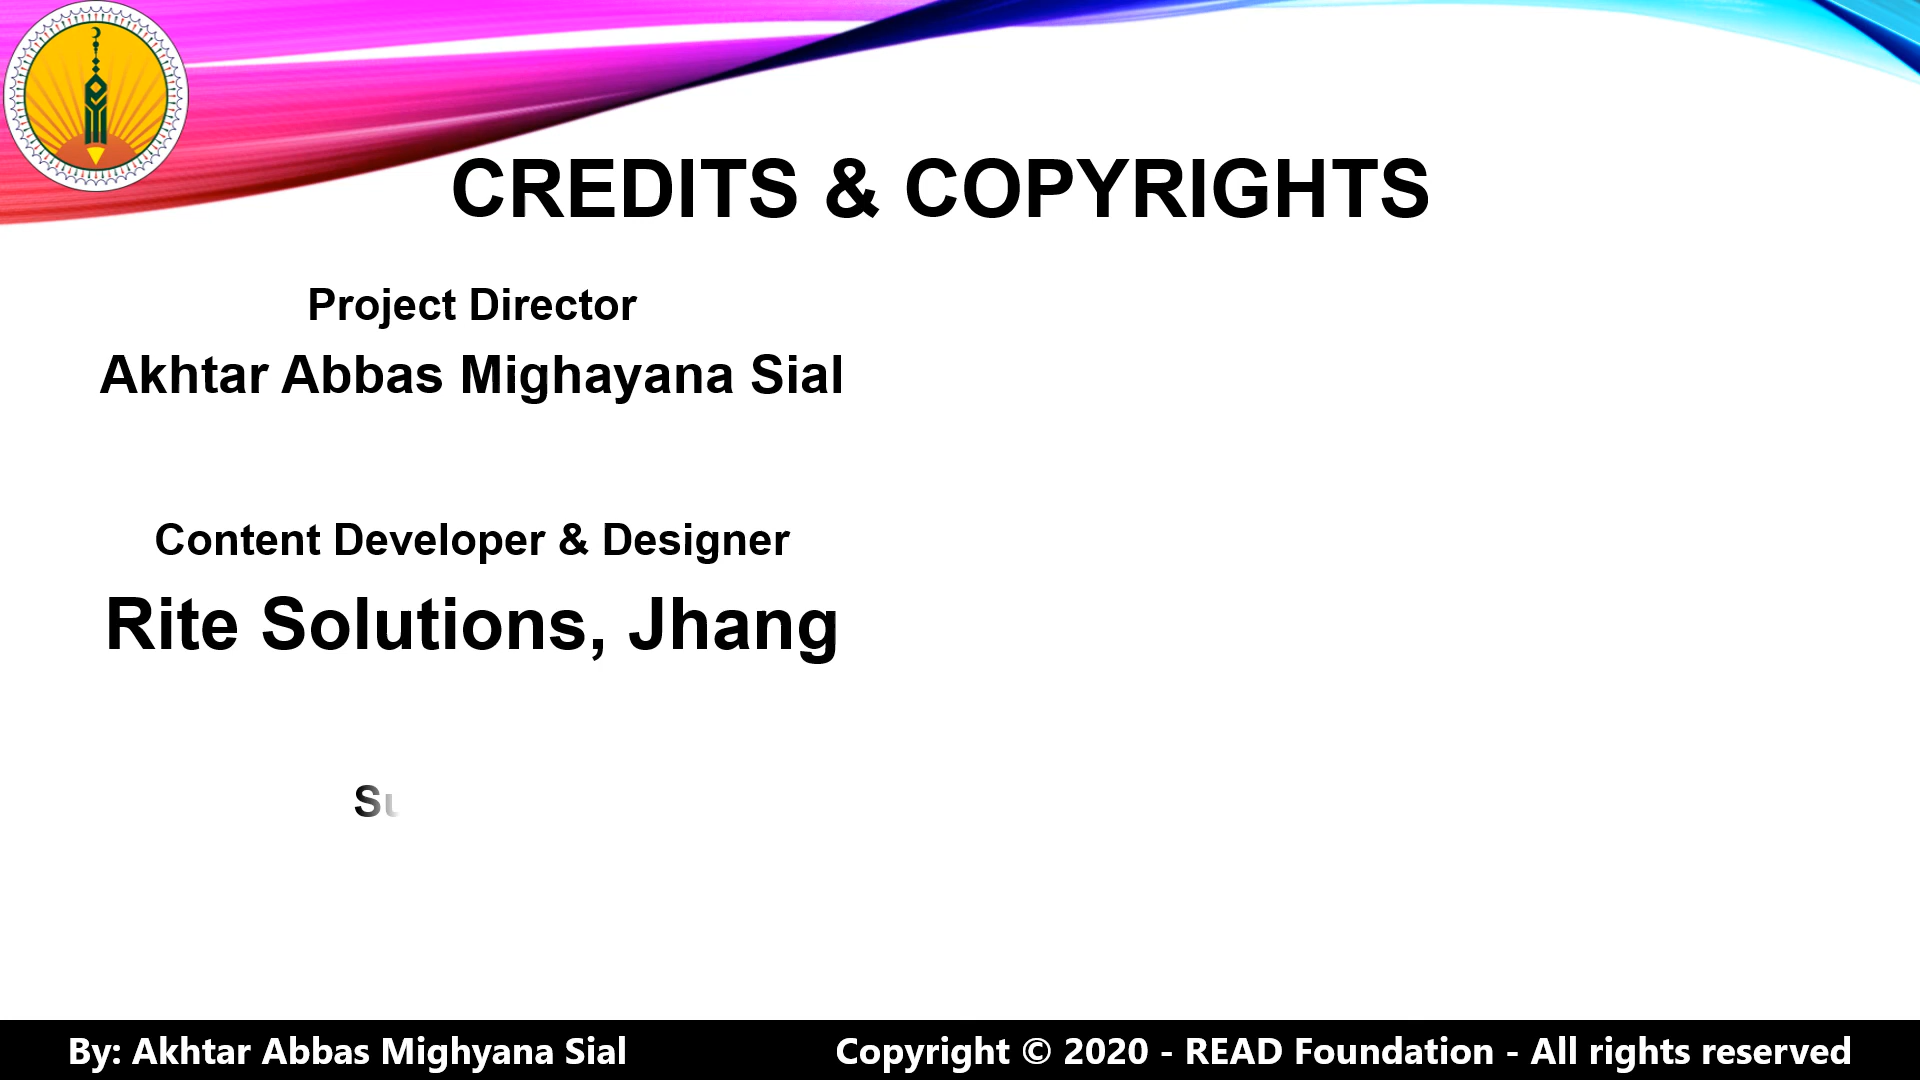 CREDITS & COPYRIGHTS
Project Director
Akhtar Abbas Mighayana Sial
Content Developer & Designer
Rite Solutions, Jhang
Su
By: Akhtar Abbas Mighyana Sial
Copyright © 2020 - READ Foundation - All rights reserved